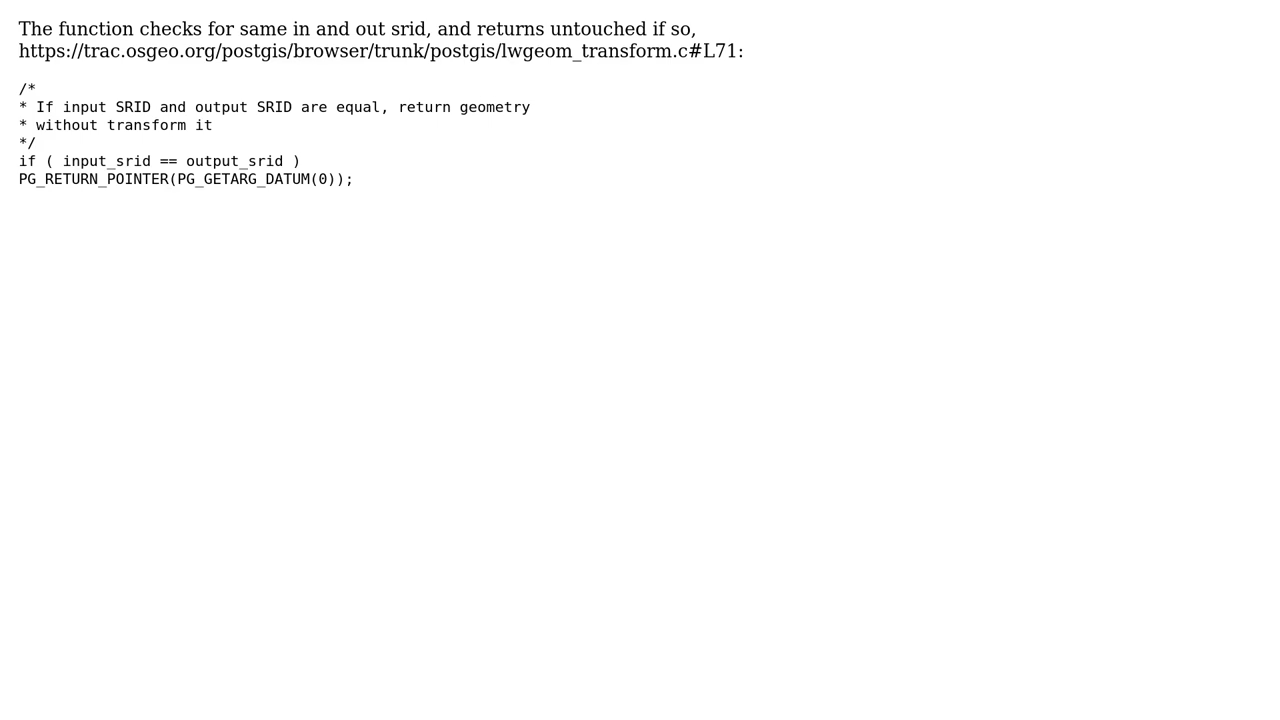 The function checks for same in and out srid, and returns untouched if so,
https://trac.osgeo.org/postgis/browser/trunk/postgis/lwgeom_transform.c#L71:
/*
* If input SRID and output SRID are equal, return geometry
* without transform it
*/
if ( input_srid == output_srid )
PG_RETURN_POINTER(PG_GETARG_DATUM(0));